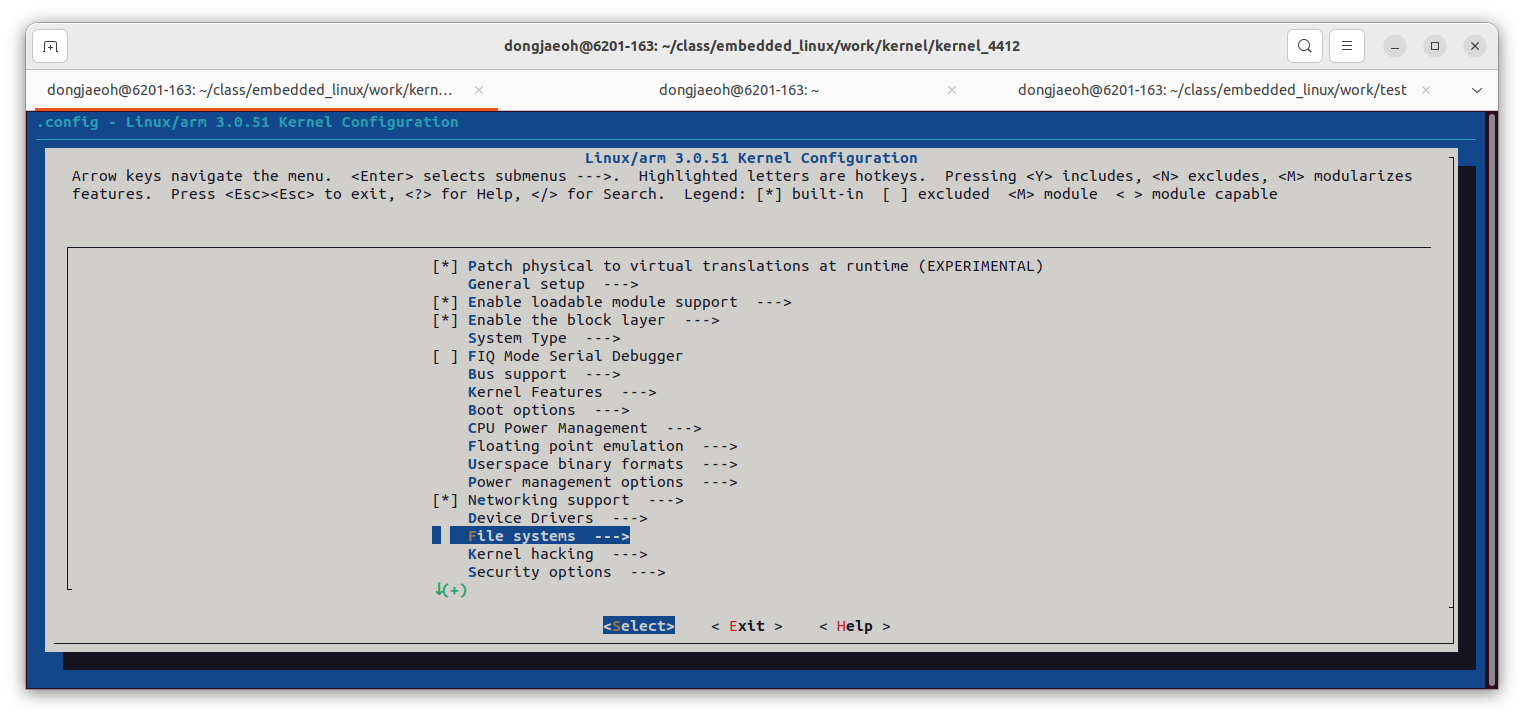 dongjaeoh@6201-163: ~/class/embedded_linux/work/kernel/kernel_4412
dongjaeoh@6201-163: ~/class/embedded_linux/work/kern…
dongjaeoh@6201-163: ~
dongjaeoh@6201-163: ~/class/embedded_linux/work/test
.config - Linux/arm 3.0.51 Kernel Configuration
Linux/arm 3.0.51 Kernel Configuration
Arrow keys navigate the menu.  <Enter> selects submenus --->.  Highlighted letters are hotkeys.  Pressing <Y> includes, <N> excludes, <M> modularizes
features.  Press <Esc><Esc> to exit, <?> for Help, </> for Search.  Legend: [*] built-in  [ ] excluded  <M> module  < > module capable
[*] Patch physical to virtual translations at runtime (EXPERIMENTAL)
General setup  --->
[*] Enable loadable module support  --->
[*] Enable the block layer  --->
System Type  --->
[ ] FIQ Mode Serial Debugger
Bus support  --->
Kernel Features  --->
Boot options  --->
CPU Power Management  --->
Floating point emulation  --->
Userspace binary formats  --->
Power management options  --->
[*] Networking support  --->
Device Drivers  --->
File systems  --->
Kernel hacking  --->
Security options  --->
↓(+)
<Select>    < Exit >    < Help >